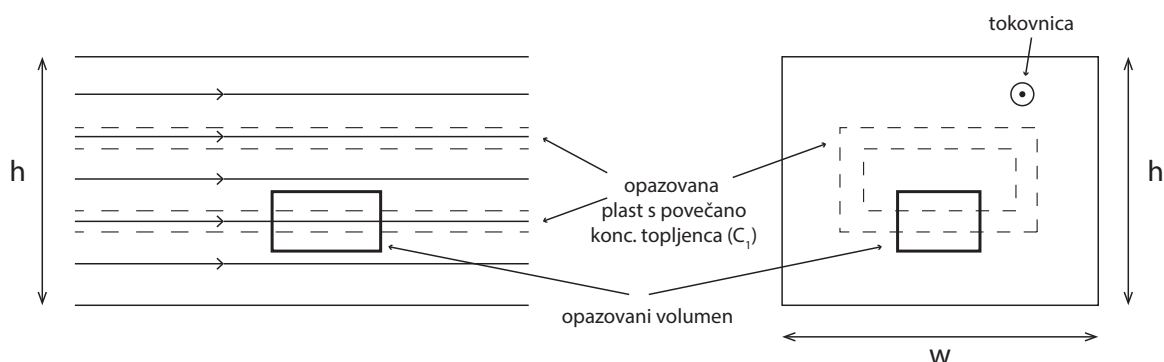 tokovnica
h
opazovana
plast s povečano
konc. topljenca (C₁)
h
opazovani volumen
w